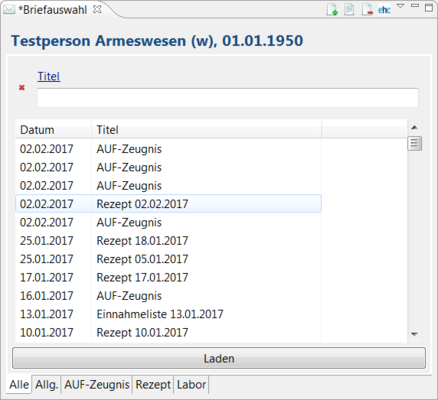 *Briefauswahl
ehc
Testperson Armeswesen (w), 01.01.1950
Titel
Datum Titel
02.02.2017 AUF-Zeugnis
02.02.2017 AUF-Zeugnis
02.02.2017 AUF-Zeugnis
02.02.2017 Rezept 02.02.2017
02.02.2017 AUF-Zeugnis
25.01.2017 Rezept 18.01.2017
25.01.2017 Rezept 05.01.2017
17.01.2017 Rezept 17.01.2017
16.01.2017 AUF-Zeugnis
13.01.2017 Einnahmeliste 13.01.2017
10.01.2017 Rezept 10.01.2017
Laden
Alle Allg. AUF-Zeugnis Rezept Labor